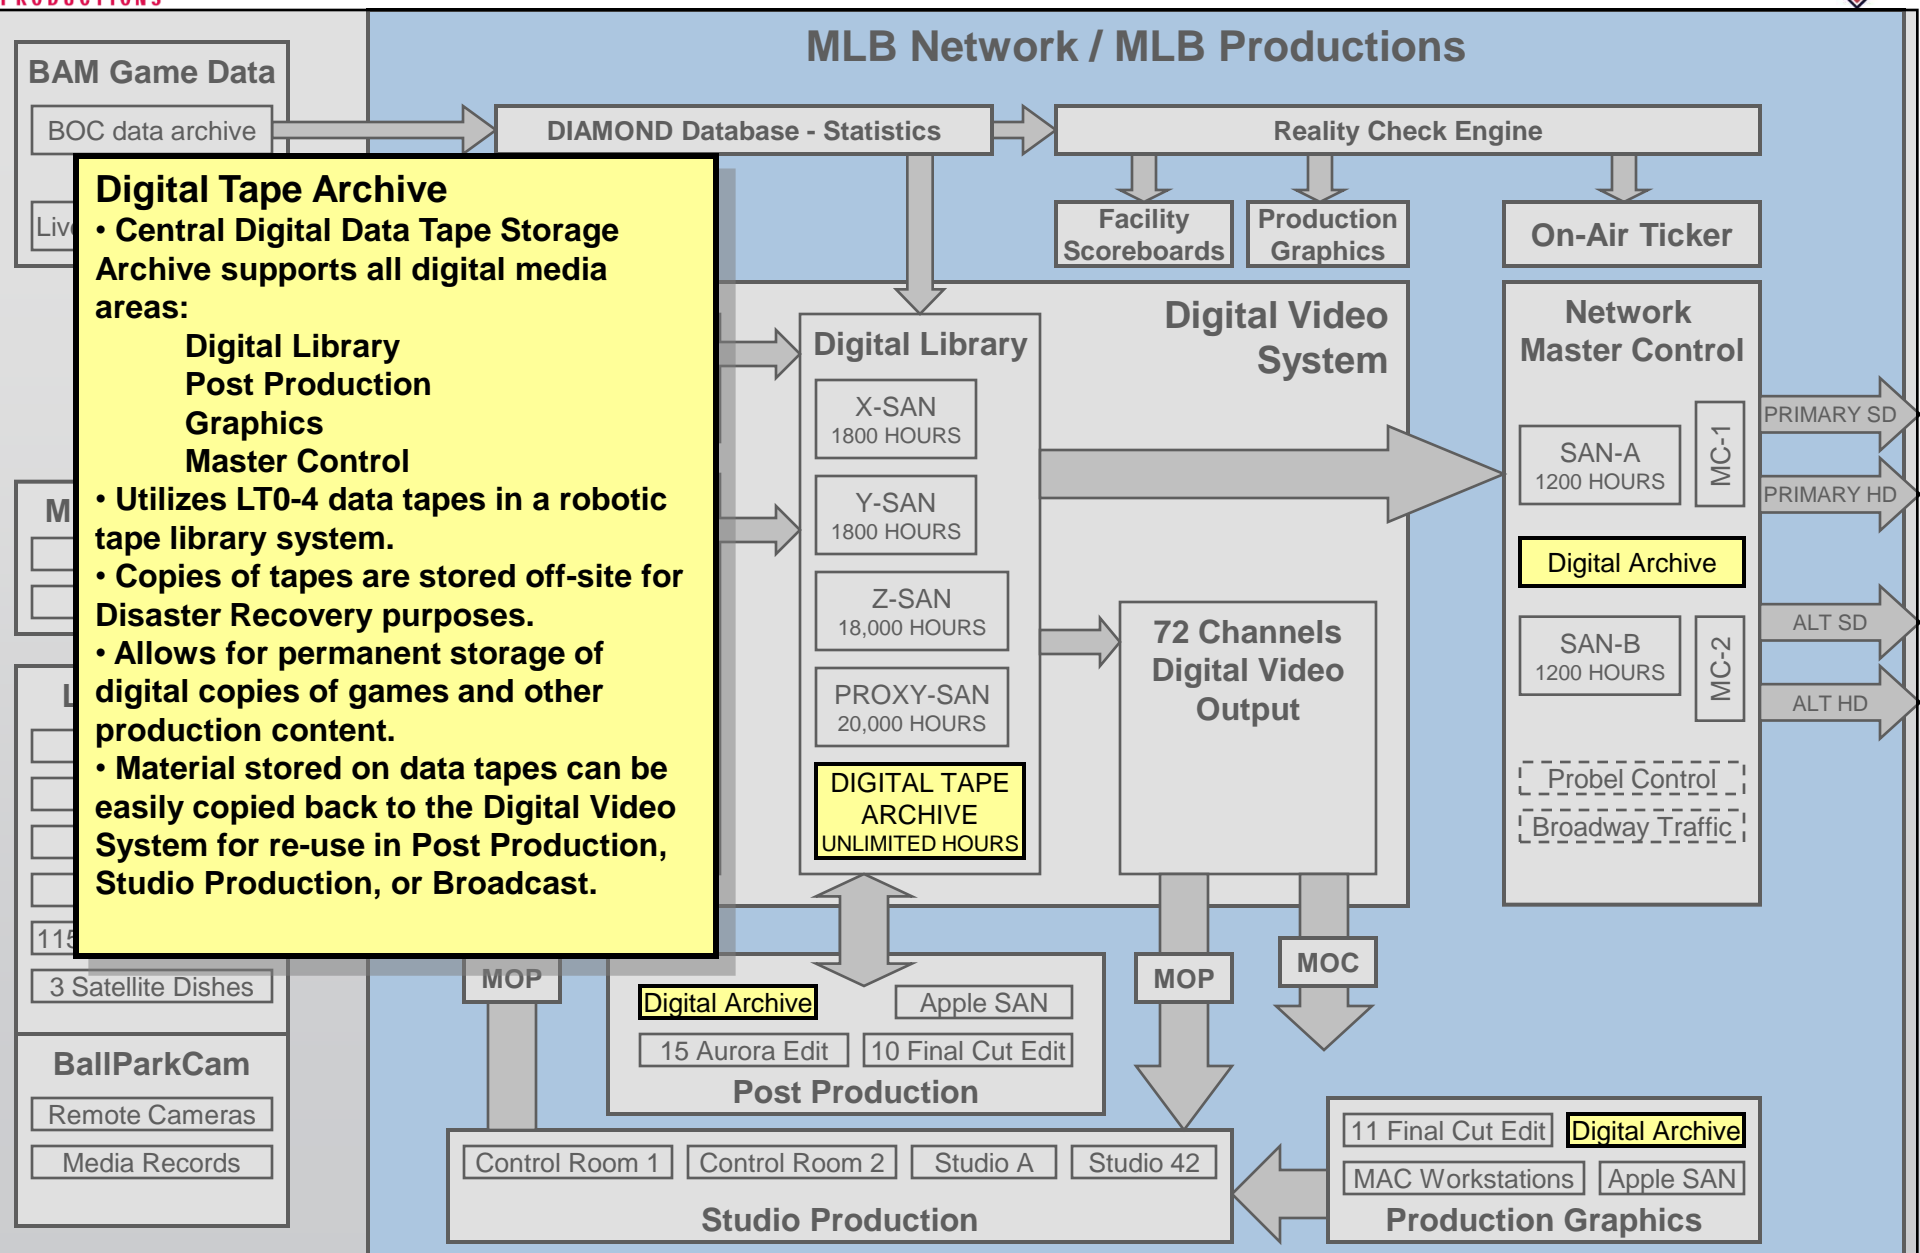 PRODUCTIONS
MLB Network / MLB Productions
BAM Game Data
BOC data archive
DIAMOND Database - Statistics
Reality Check Engine
Facility
Scoreboards
Production
Graphics
On-Air Ticker
Digital Tape Archive
• Central Digital Data Tape Storage
Archive supports all digital media
areas:
Digital Library
Post Production
Graphics
Master Control
• Utilizes LT0-4 data tapes in a robotic
tape library system.
• Copies of tapes are stored off-site for
Disaster Recovery purposes.
• Allows for permanent storage of
digital copies of games and other
production content.
• Material stored on data tapes can be
easily copied back to the Digital Video
System for re-use in Post Production,
Studio Production, or Broadcast.
Digital Video
System
Digital Library
X-SAN
1800 HOURS
Y-SAN
1800 HOURS
Z-SAN
18,000 HOURS
PROXY-SAN
20,000 HOURS
DIGITAL TAPE
ARCHIVE
UNLIMITED HOURS
72 Channels
Digital Video
Output
Network
Master Control
SAN-A
1200 HOURS
MC-1
Digital Archive
SAN-B
1200 HOURS
MC-2
Probel Control
Broadway Traffic
PRIMARY SD
PRIMARY HD
ALT SD
ALT HD
115
3 Satellite Dishes
MOP
MOP
MOC
Digital Archive
Apple SAN
15 Aurora Edit
10 Final Cut Edit
Post Production
BallParkCam
Remote Cameras
Media Records
Control Room 1
Control Room 2
Studio A
Studio 42
Studio Production
11 Final Cut Edit
Digital Archive
MAC Workstations
Apple SAN
Production Graphics